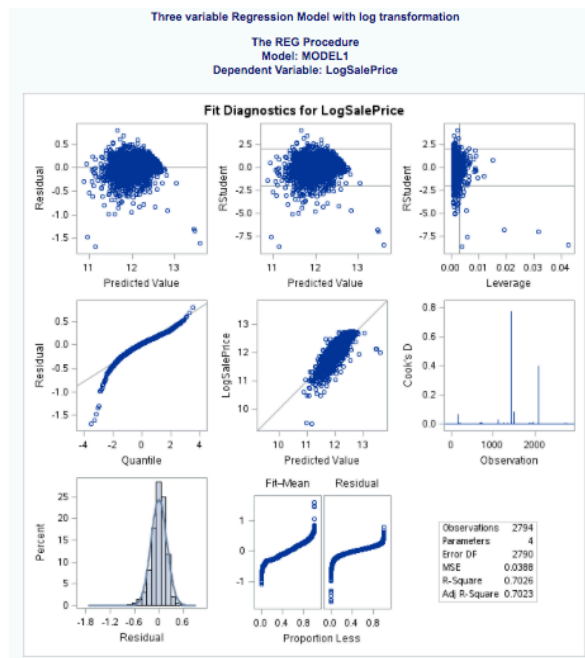 Three variable Regression Model with log transformation
The REG Procedure
Model: MODEL1
Dependent Variable: LogSalePrice
Fit Diagnostics for LogSalePrice
Residual
0.5
0.0
-0.5
-1.0
-1.5
11 12 13
Predicted Value
RStudent
2.5
0.0
-2.5
-5.0
-7.5
11 12 13
Predicted Value
RStudent
2.5
0.0
-2.5
-5.0
-7.5
0.00 0.01 0.02 0.03 0.04
Leverage
Residual
0.5
0.0
-0.5
-1.0
-1.5
-4 -2 0 2 4
Quantile
LogSalePrice
13
12
11
10
10 11 12 13
Predicted Value
Cook's D
0.8
0.6
0.4
0.2
0.0
0 1000 2000
Observation
Percent
25
20
15
10
5
0
-1.8 -1.2 -0.6 0 0.6
Residual
Fit–Mean Residual
1
0
-1
0.0 0.4 0.8 0.0 0.4 0.8
Proportion Less
Observations 2794
Parameters 4
Error DF 2790
MSE 0.0388
R-Square 0.7026
Adj R-Square 0.7023